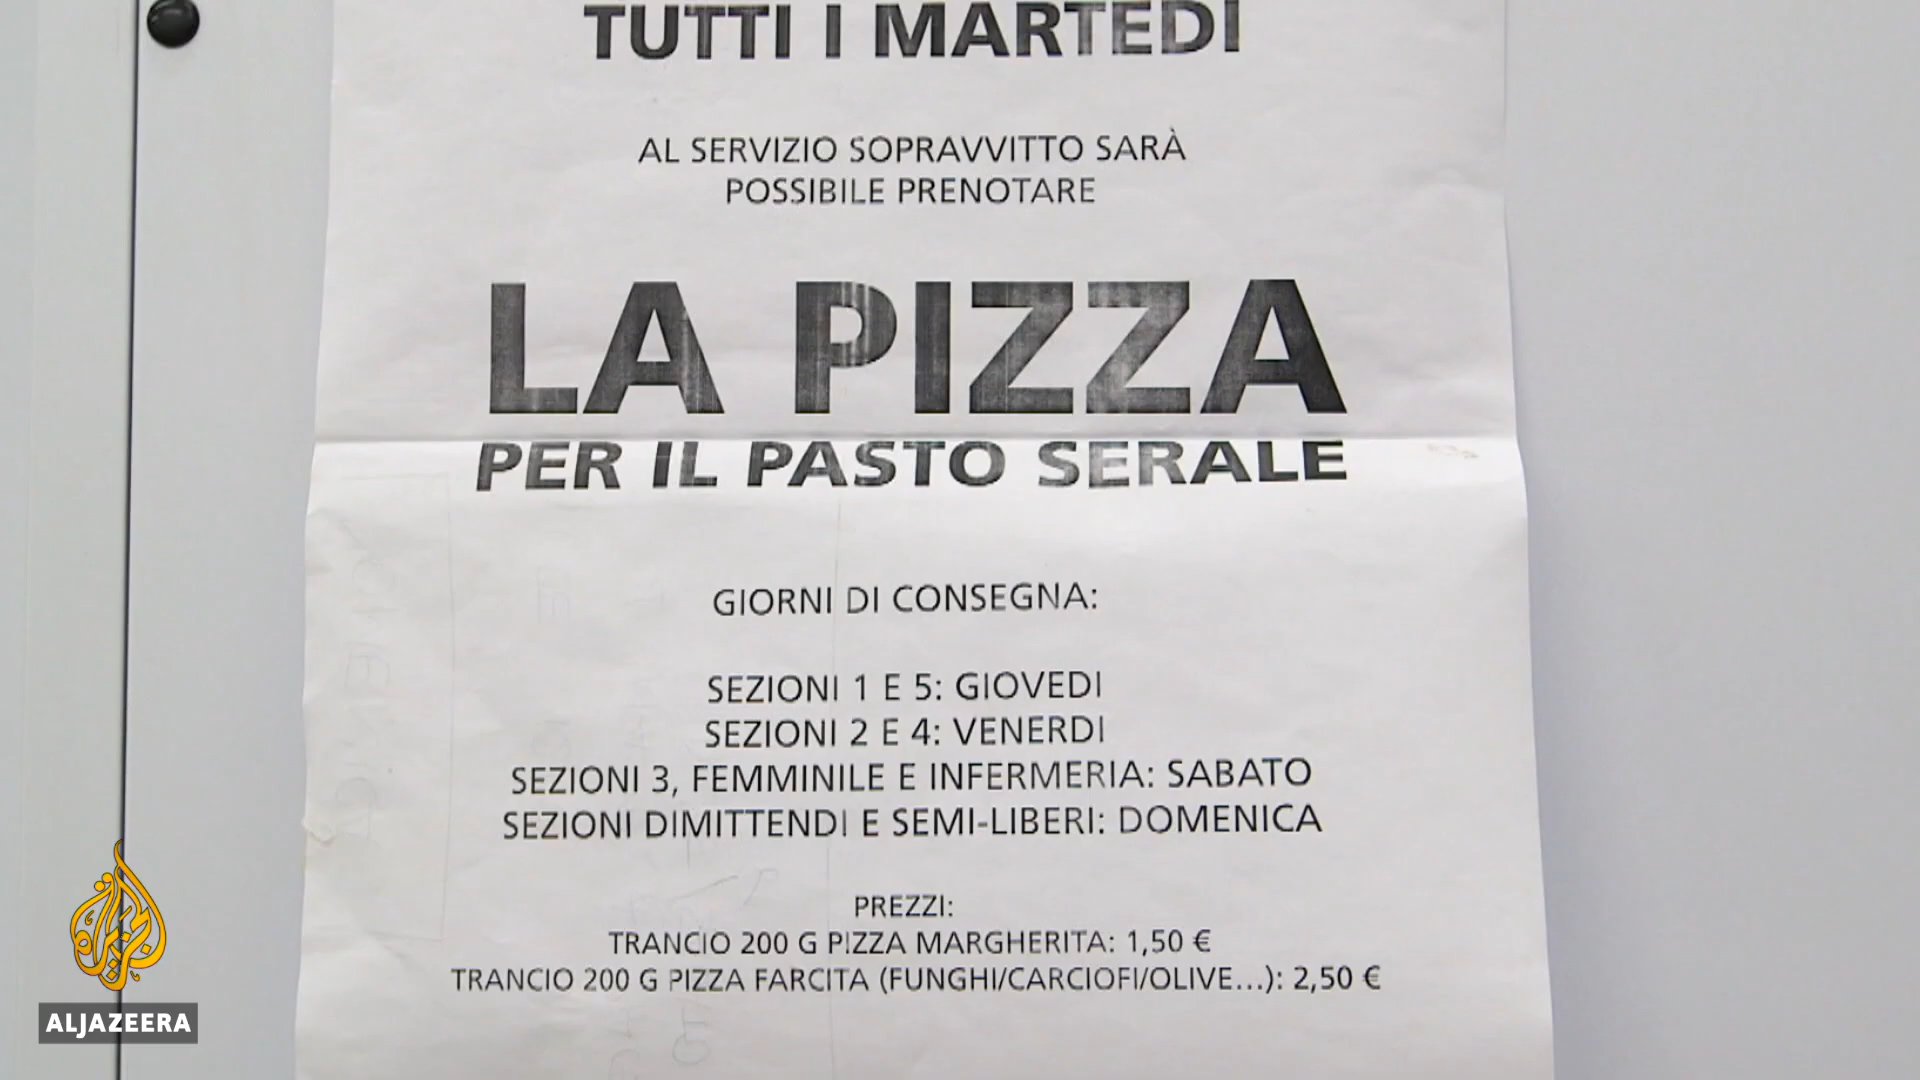 TUTTI I MARTEDÌ
AL SERVIZIO SOPRAVVITTO SARÀ
POSSIBILE PRENOTARE
LA PIZZA
PER IL PASTO SERALE
GIORNI DI CONSEGNA:
SEZIONI 1 E 5: GIOVEDI
SEZIONI 2 E 4: VENERDI
SEZIONI 3, FEMMINILE E INFERMERIA: SABATO
SEZIONI DIMITTENDI E SEMI-LIBERI: DOMENICA
PREZZI:
TRANCIO 200 G PIZZA MARGHERITA: 1,50 €
TRANCIO 200 G PIZZA FARCITA (FUNGHI/CARCIOFI/OLIVE...): 2,50 €
الجزيرة
ALJAZEERA